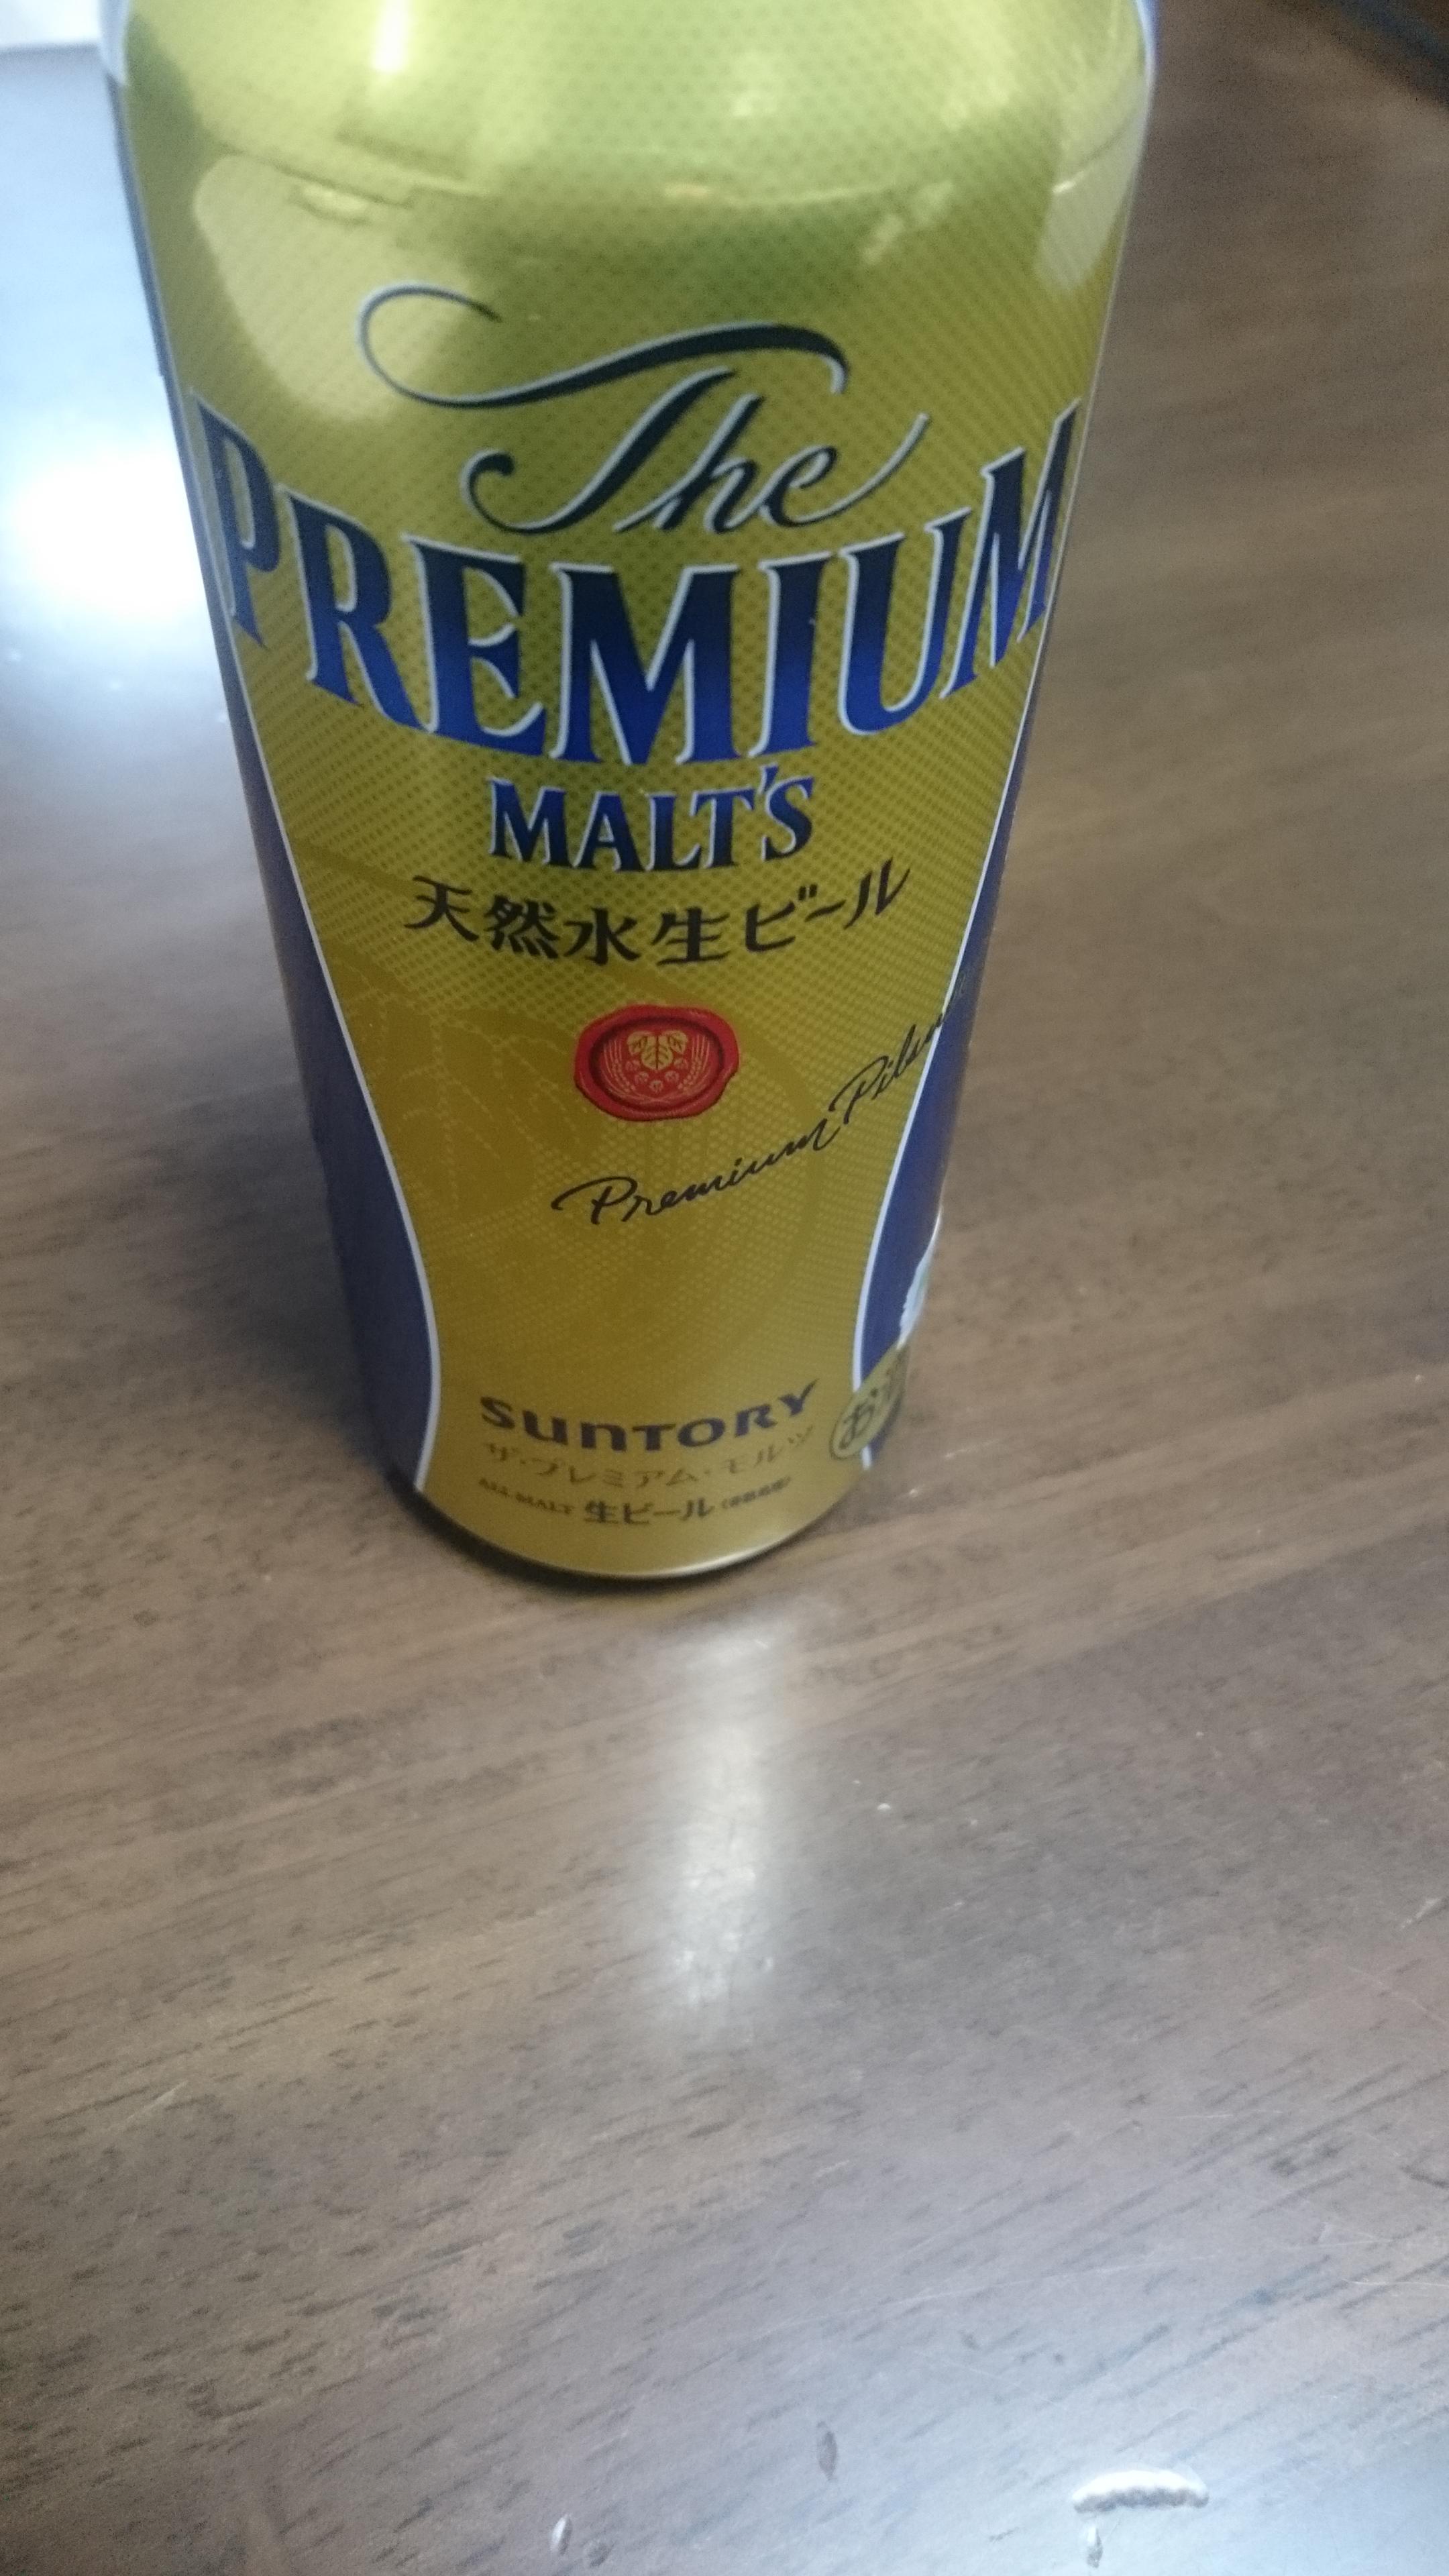 The
PREMIUM
MALT'S
天然水生ビール
Premium
SUNTORY
ザ・プレミアム・モルツ
ALL MALT 生ビール